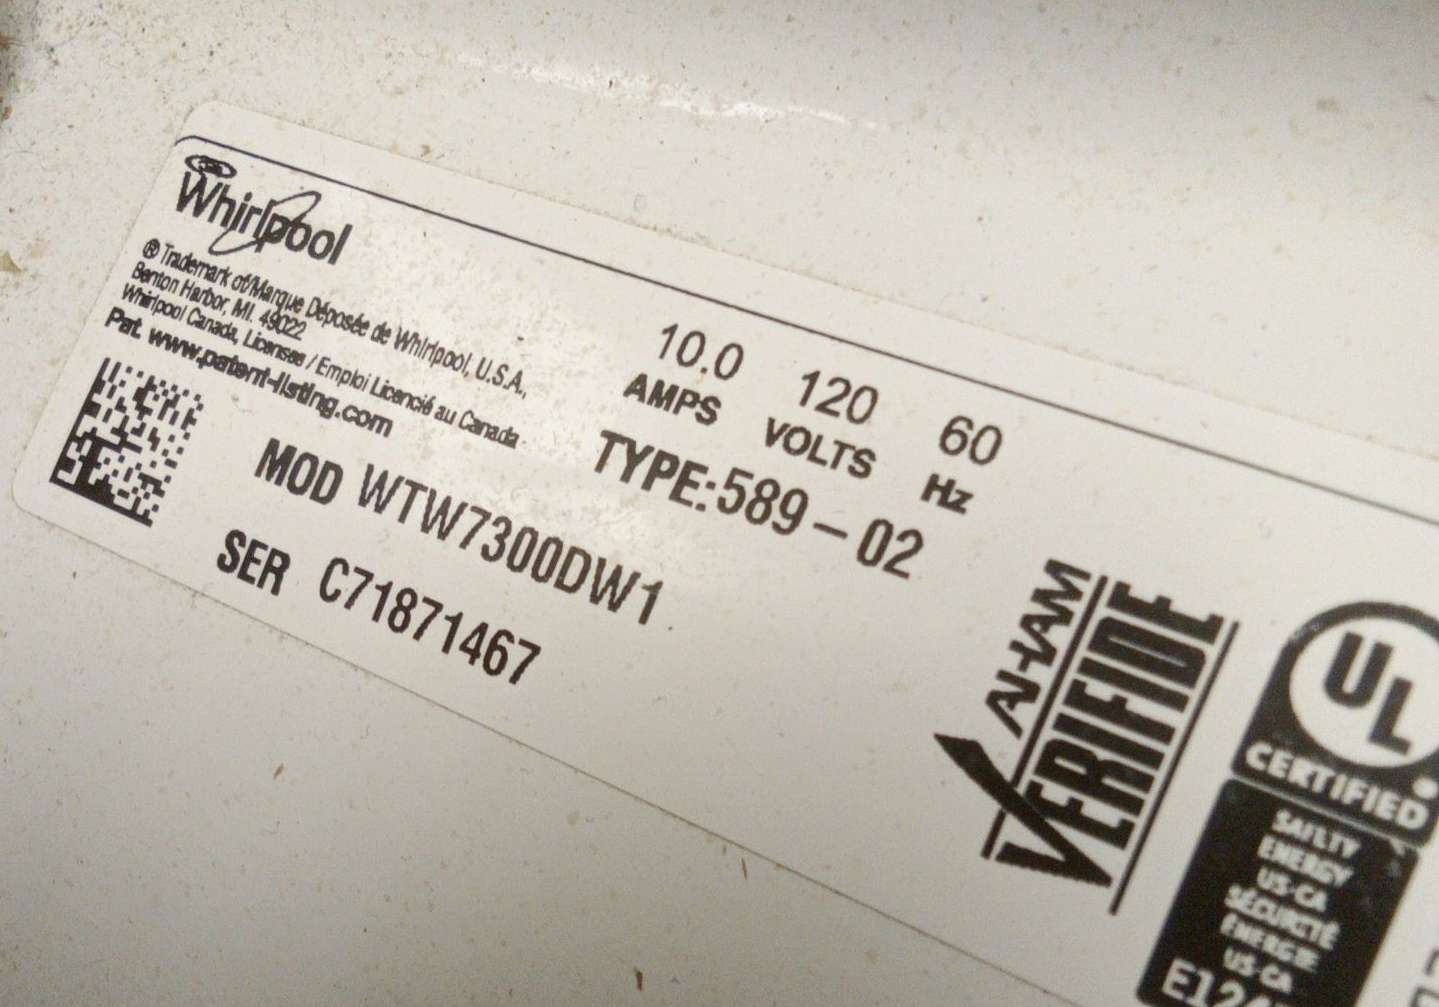 Whirlpool
® Trademark of/Marque Déposée de Whirlpool, U.S.A.,
Benton Harbor, MI. 49022
Whirlpool Canada, Licensee / Emploi Licencié au Canada
Pat. www.patent-listing.com
10.0 120 60
AMPS VOLTS Hz
TYPE:589-02
MOD WTW7300DW1
SER C71871467
AHAM
VERIFIDE
UL
CERTIFIED
SAFETY
ENERGY
US-CA
SÉCURITÉ
ÉNERGIE
US-CA